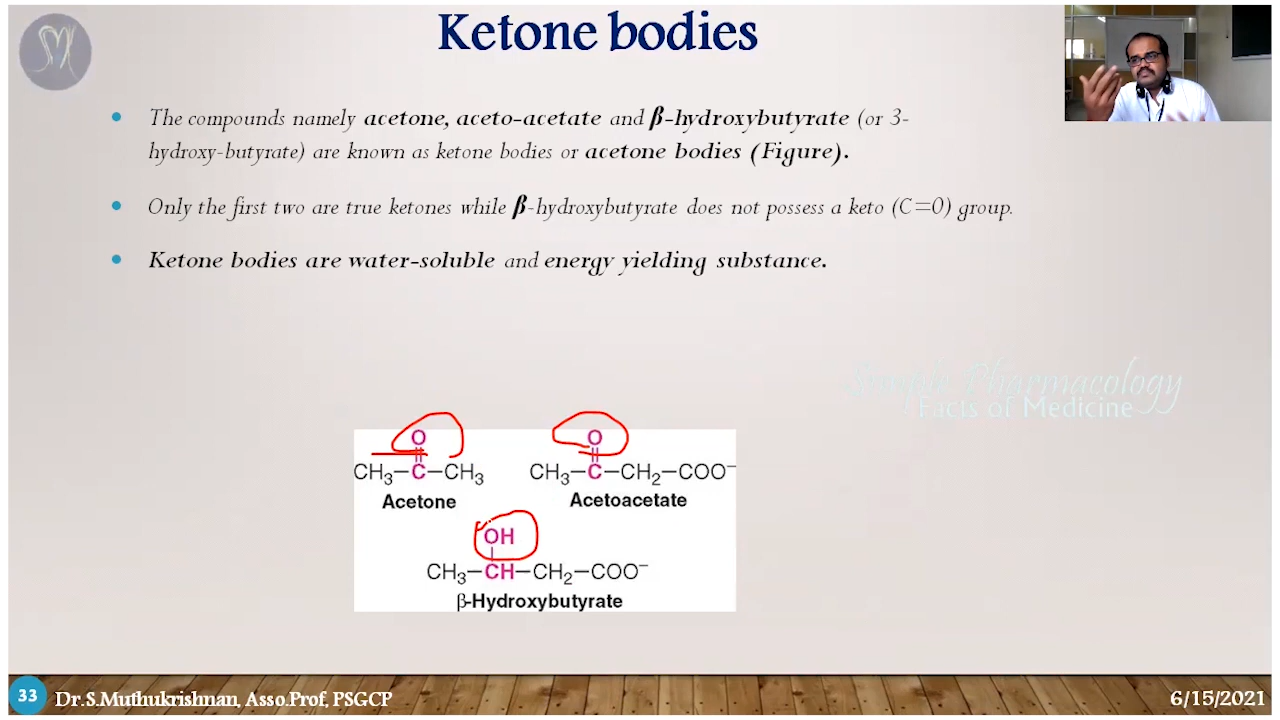 Ketone bodies
The compounds namely acetone, aceto-acetate and β-hydroxybutyrate (or 3-
hydroxy-butyrate) are known as ketone bodies or acetone bodies (Figure).
Only the first two are true ketones while β-hydroxybutyrate does not possess a keto (C=0) group.
Ketone bodies are water-soluble and energy yielding substance.
Simple Pharmacology
Facts of Medicine
O
CH₃–C–CH₃
Acetone
O
CH₃–C–CH₂–COO⁻
Acetoacetate
OH
CH₃–CH–CH₂–COO⁻
β-Hydroxybutyrate
33
Dr.S.Muthukrishnan, Asso.Prof, PSGCP
6/15/2021